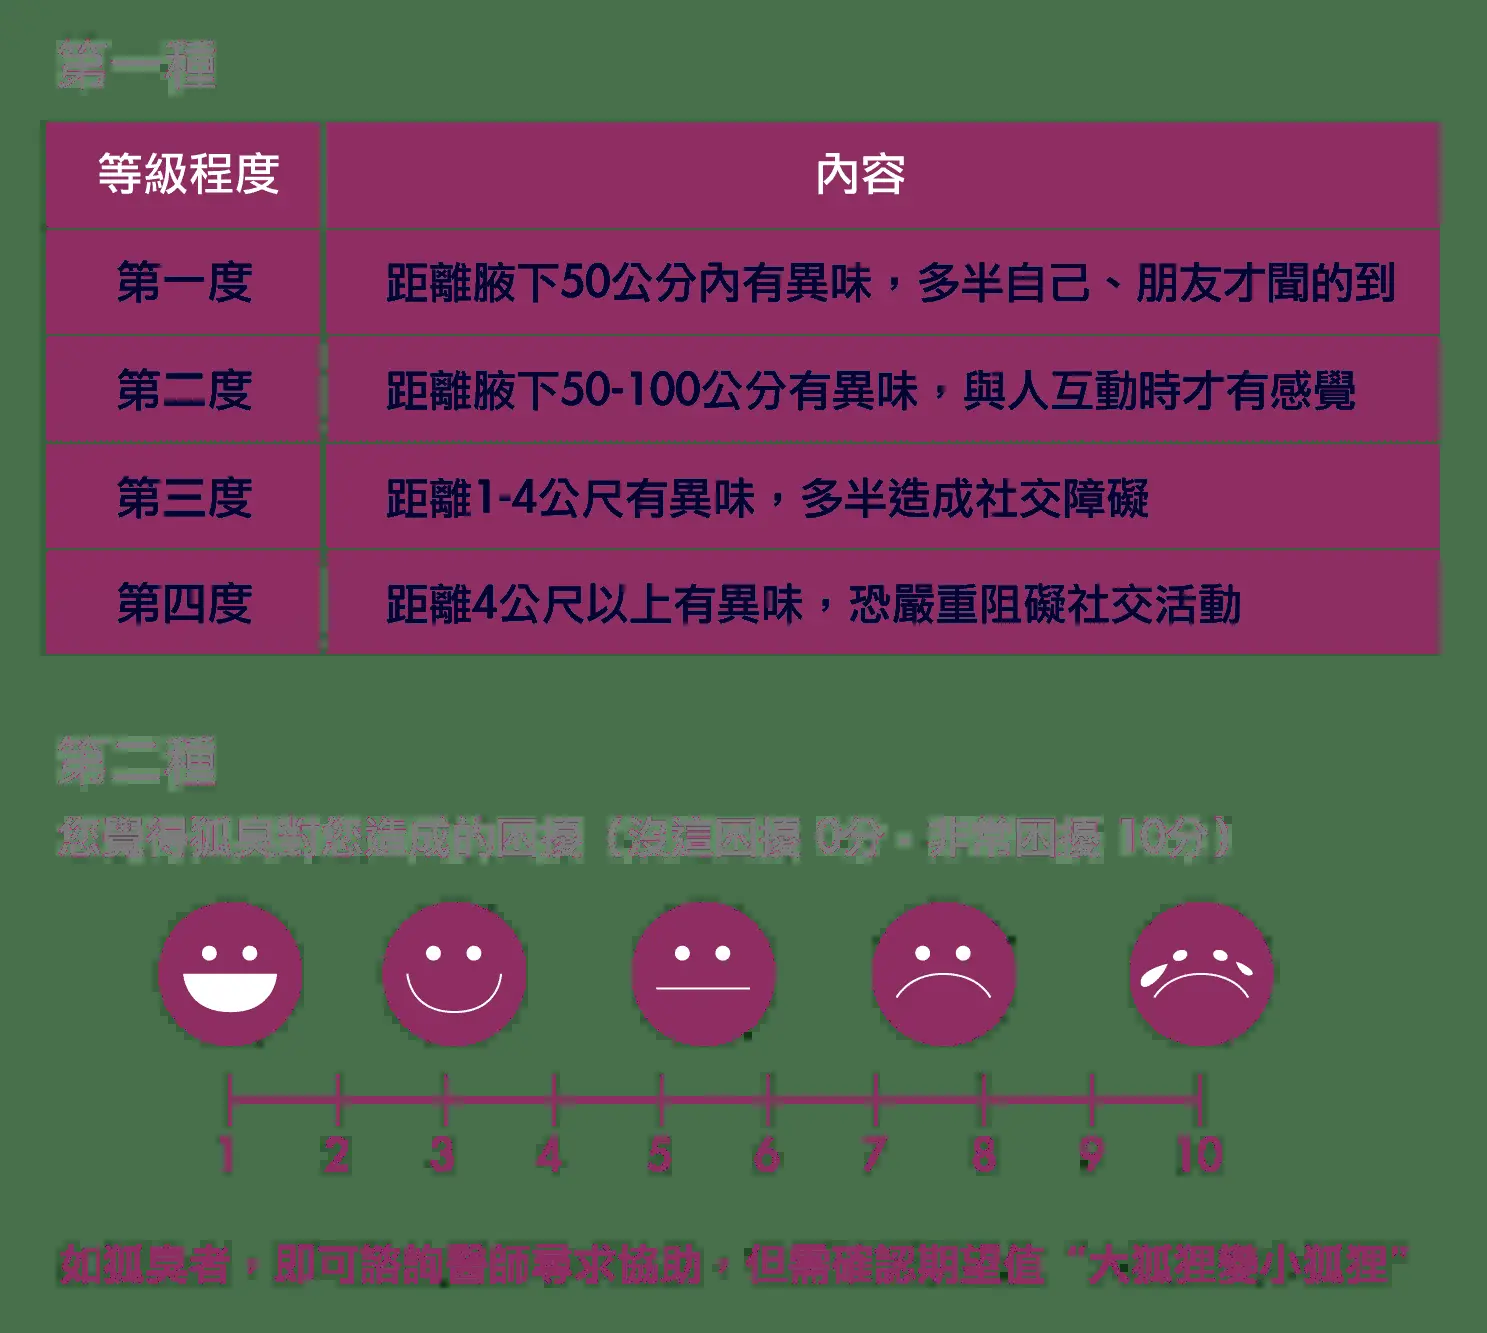 第一種
等級程度 內容
第一度 距離腋下50公分內有異味，多半自己、朋友才聞的到
第二度 距離腋下50-100公分有異味，與人互動時才有感覺
第三度 距離1-4公尺有異味，多半造成社交障礙
第四度 距離4公尺以上有異味，恐嚴重阻礙社交活動
第二種
您覺得狐臭對您造成的困擾（沒這困擾 0分，非常困擾 10分）
1 2 3 4 5 6 7 8 9 10
如狐臭者，即可諮詢醫師尋求協助，但需確認期望值“大狐狸變小狐狸”